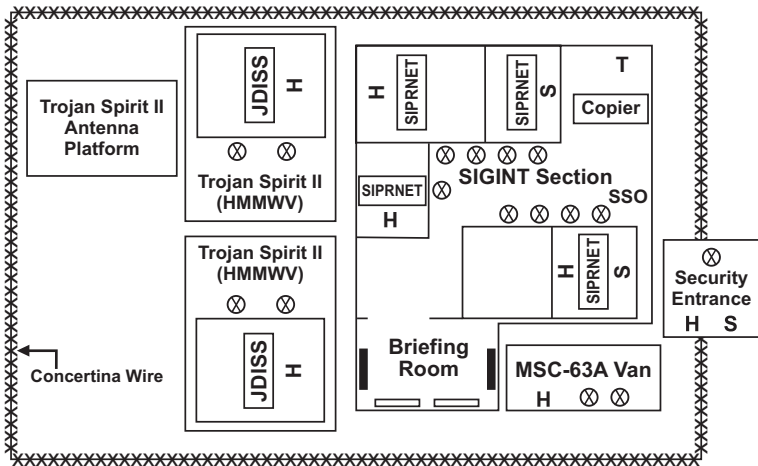 Trojan Spirit II
Antenna
Platform
JDISS
H
Trojan Spirit II
(HMMWV)
Trojan Spirit II
(HMMWV)
JDISS
H
Concertina Wire
H
SIPRNET
SIPRNET
S
T
Copier
SIGINT Section
SIPRNET
H
SSO
H
SIPRNET
S
Briefing
Room
MSC-63A Van
H
Security
Entrance
H S